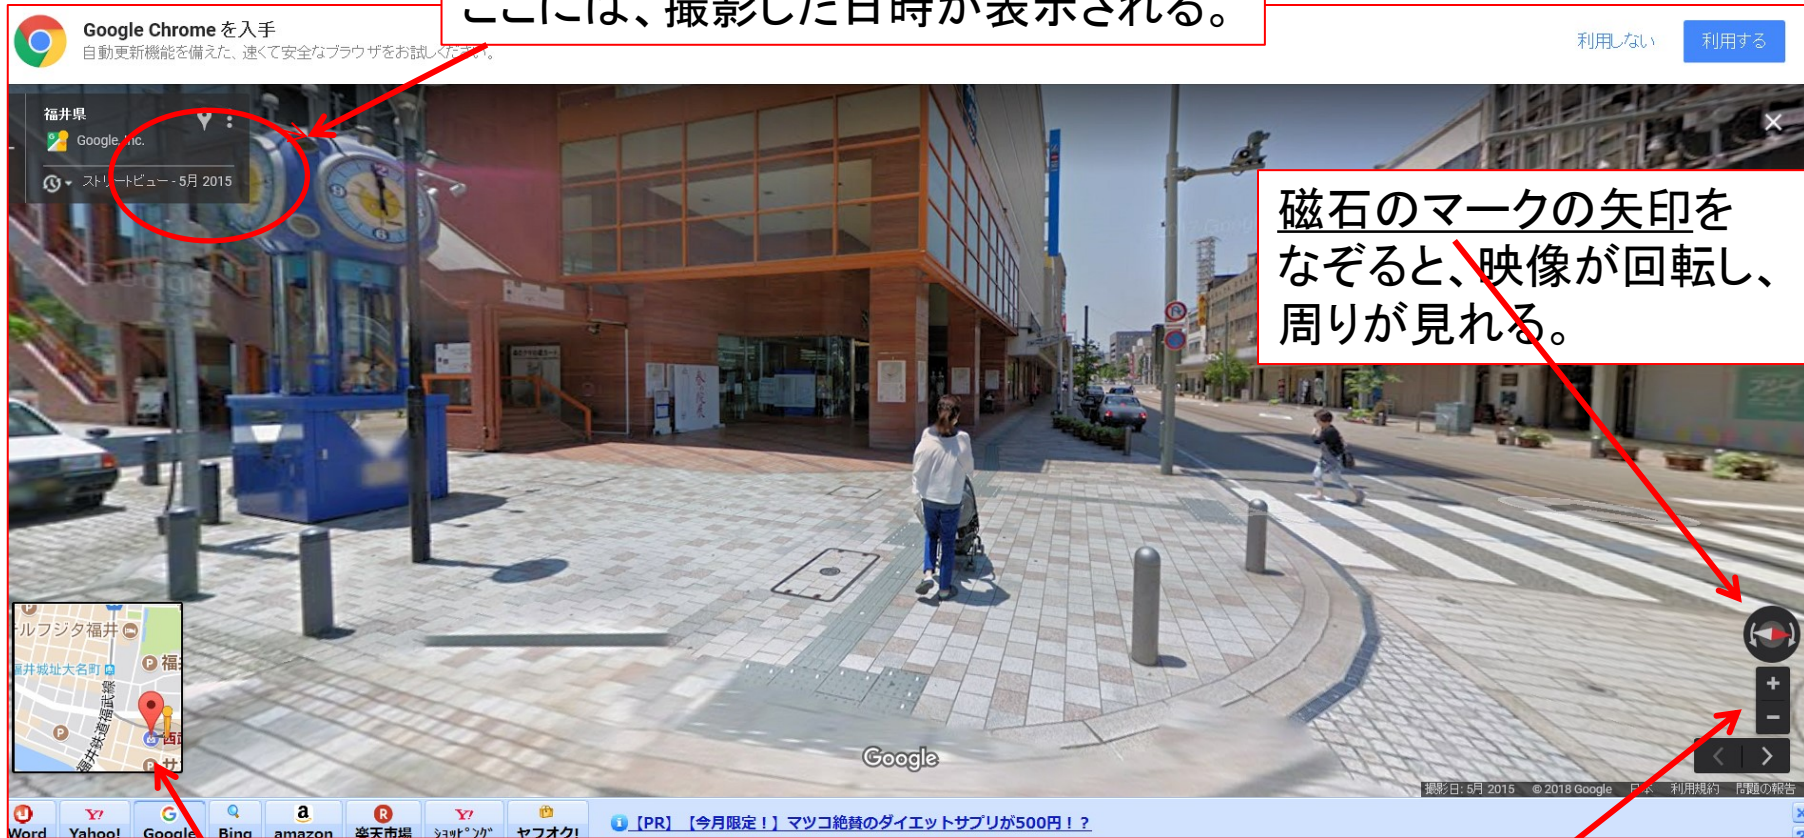 ここには、撮影した日時が表示される。
Google Chrome を入手
自動更新機能を備えた、速くて安全なブラウザをお試しください。
利用しない
利用する
福井県
Google, Inc.
ストリートビュー - 5月 2015
磁石のマークの矢印を
なぞると、映像が回転し、
周りが見れる。
ルフジタ福井
福井城址大名町
福井鉄道福武線
西武
サ
Google
撮影日: 5月 2015 © 2018 Google 日本 利用規約 問題の報告
Word Yahoo! Google Bing amazon 楽天市場 ショッピング ヤフオク!
【PR】【今月限定！】マツコ絶賛のダイエットサプリが500円！？